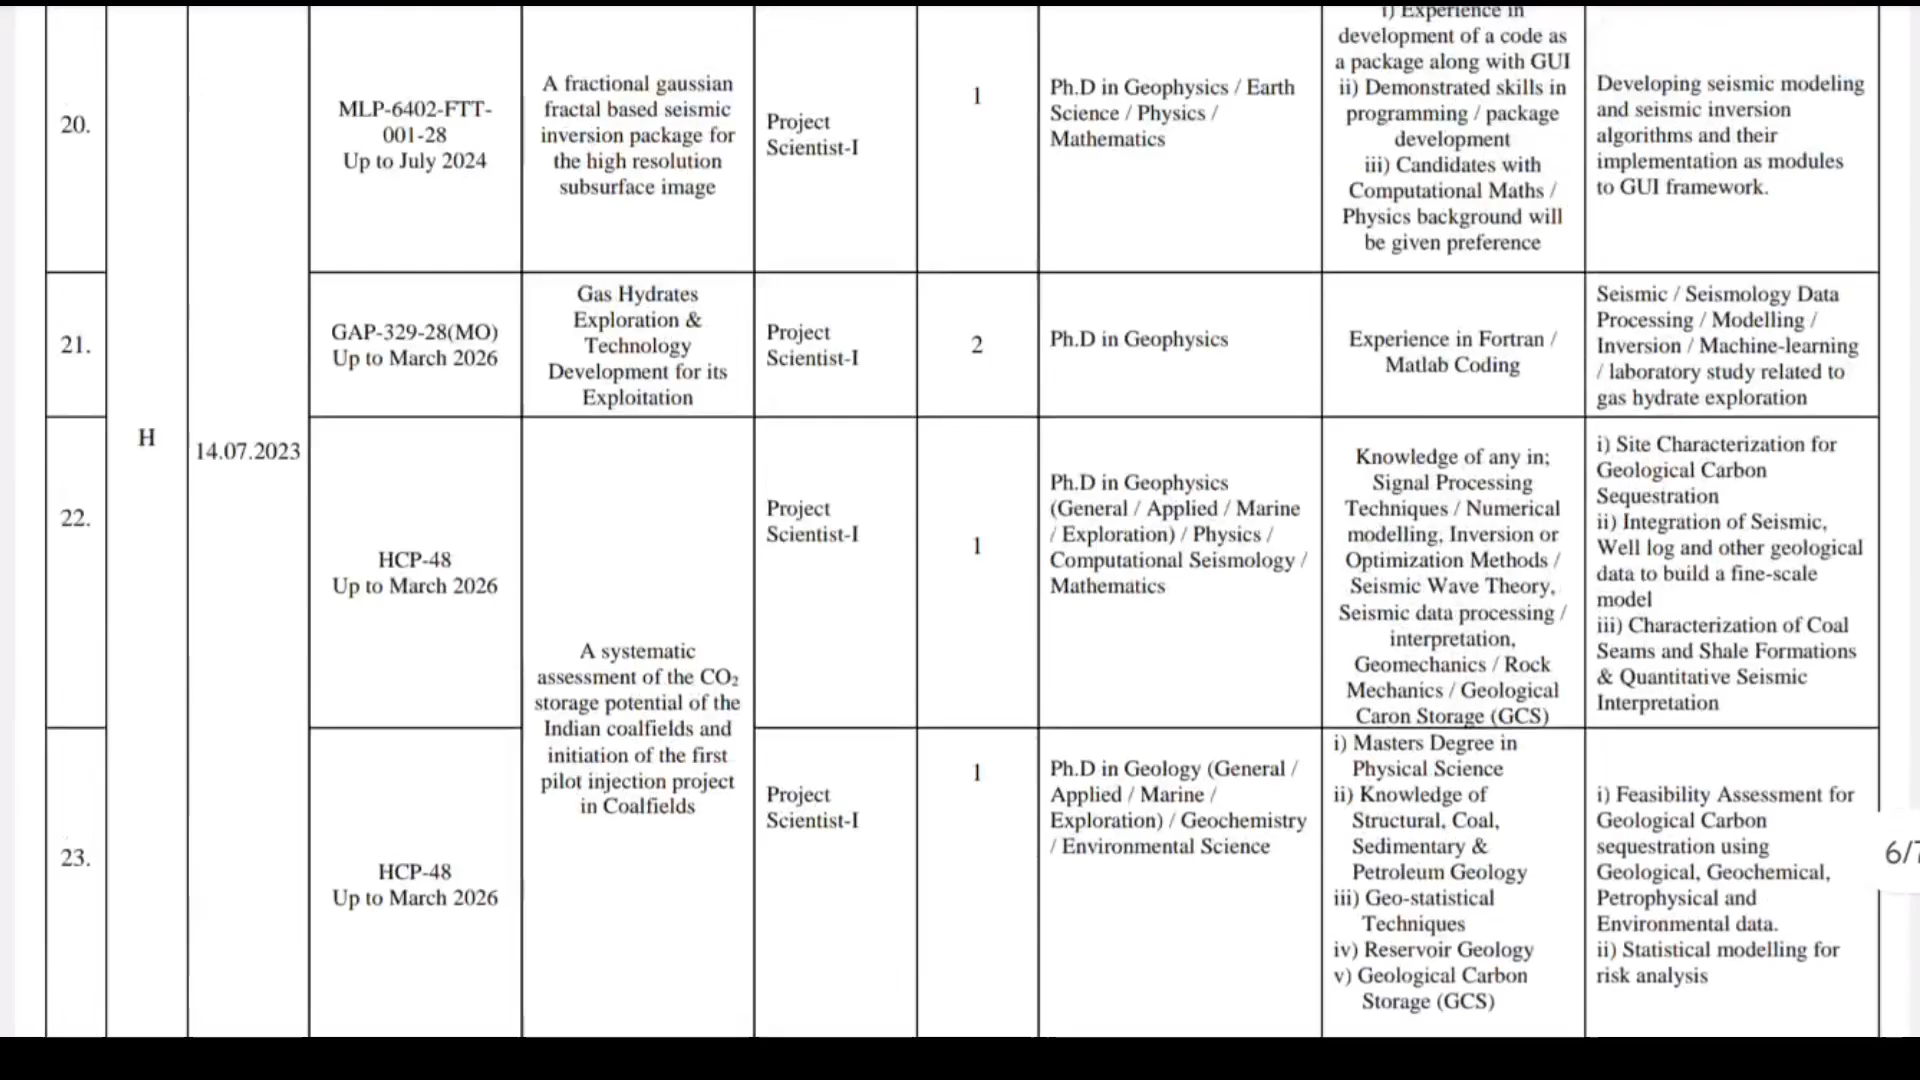 20.
MLP-6402-FTT-
001-28
Up to July 2024
A fractional gaussian
fractal based seismic
inversion package for
the high resolution
subsurface image
Project
Scientist-I
1
Ph.D in Geophysics / Earth
Science / Physics /
Mathematics
i) Experience in
development of a code as
a package along with GUI
ii) Demonstrated skills in
programming / package
development
iii) Candidates with
Computational Maths /
Physics background will
be given preference
Developing seismic modeling
and seismic inversion
algorithms and their
implementation as modules
to GUI framework.
H
14.07.2023
21.
GAP-329-28(MO)
Up to March 2026
Gas Hydrates
Exploration &
Technology
Development for its
Exploitation
Project
Scientist-I
2
Ph.D in Geophysics
Experience in Fortran /
Matlab Coding
Seismic / Seismology Data
Processing / Modelling /
Inversion / Machine-learning
/ laboratory study related to
gas hydrate exploration
22.
HCP-48
Up to March 2026
A systematic
assessment of the CO₂
storage potential of the
Indian coalfields and
initiation of the first
pilot injection project
in Coalfields
Project
Scientist-I
1
Ph.D in Geophysics
(General / Applied / Marine
/ Exploration) / Physics /
Computational Seismology /
Mathematics
Knowledge of any in;
Signal Processing
Techniques / Numerical
modelling, Inversion or
Optimization Methods /
Seismic Wave Theory,
Seismic data processing /
interpretation,
Geomechanics / Rock
Mechanics / Geological
Caron Storage (GCS)
i) Site Characterization for
Geological Carbon
Sequestration
ii) Integration of Seismic,
Well log and other geological
data to build a fine-scale
model
iii) Characterization of Coal
Seams and Shale Formations
& Quantitative Seismic
Interpretation
23.
HCP-48
Up to March 2026
Project
Scientist-I
1
Ph.D in Geology (General /
Applied / Marine /
Exploration) / Geochemistry
/ Environmental Science
i) Masters Degree in
Physical Science
ii) Knowledge of
Structural, Coal,
Sedimentary &
Petroleum Geology
iii) Geo-statistical
Techniques
iv) Reservoir Geology
v) Geological Carbon
Storage (GCS)
i) Feasibility Assessment for
Geological Carbon
sequestration using
Geological, Geochemical,
Petrophysical and
Environmental data.
ii) Statistical modelling for
risk analysis
6/7